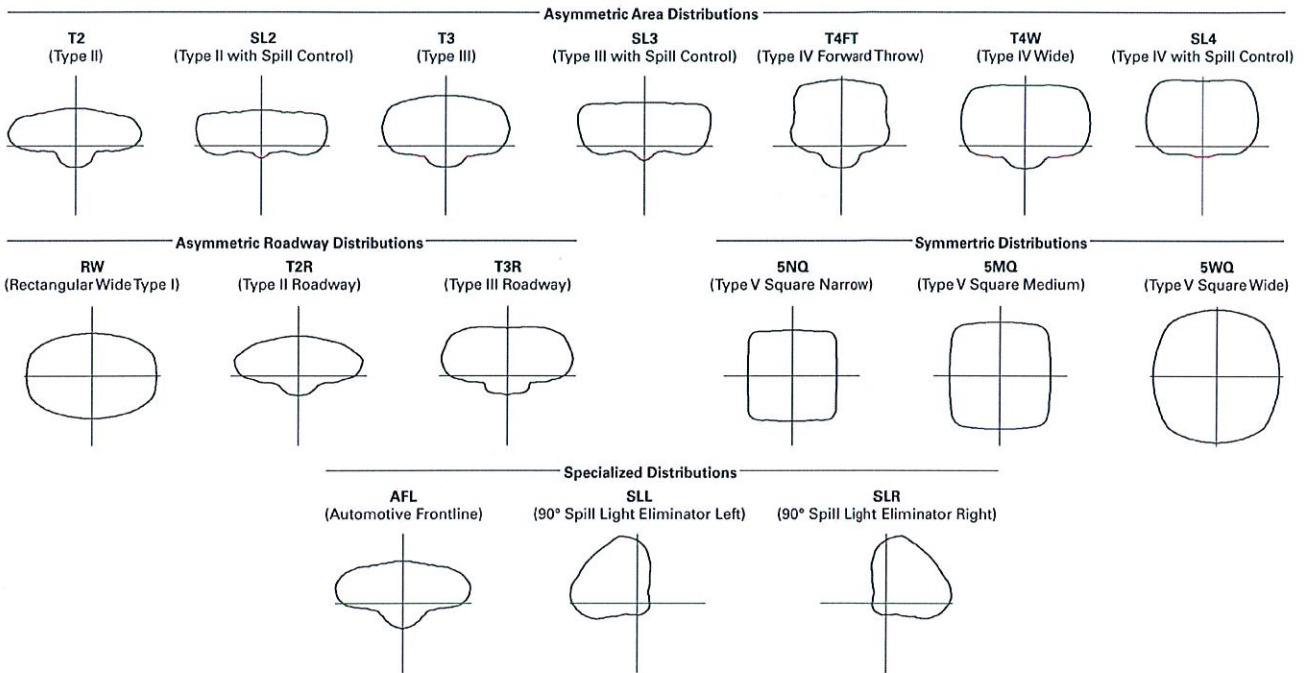 Asymmetric Area Distributions
T2
(Type II)
SL2
(Type II with Spill Control)
T3
(Type III)
SL3
(Type III with Spill Control)
T4FT
(Type IV Forward Throw)
T4W
(Type IV Wide)
SL4
(Type IV with Spill Control)
Asymmetric Roadway Distributions
RW
(Rectangular Wide Type I)
T2R
(Type II Roadway)
T3R
(Type III Roadway)
Symmertric Distributions
5NQ
(Type V Square Narrow)
5MQ
(Type V Square Medium)
5WQ
(Type V Square Wide)
Specialized Distributions
AFL
(Automotive Frontline)
SLL
(90° Spill Light Eliminator Left)
SLR
(90° Spill Light Eliminator Right)